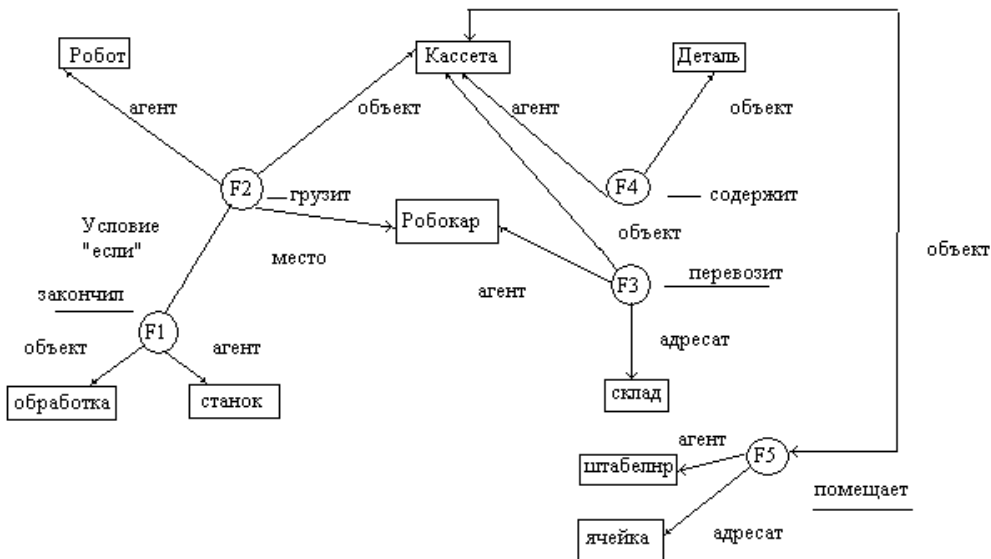 Робот
Кассета
Деталь
агент
объект
агент
объект
F2
грузит
F4
содержит
Робокар
Условие
"если"
место
объект
объект
закончил
агент
F3
перевозит
F1
объект
агент
адресат
обработка
станок
склад
агент
F5
штабелнр
помещает
ячейка
адресат